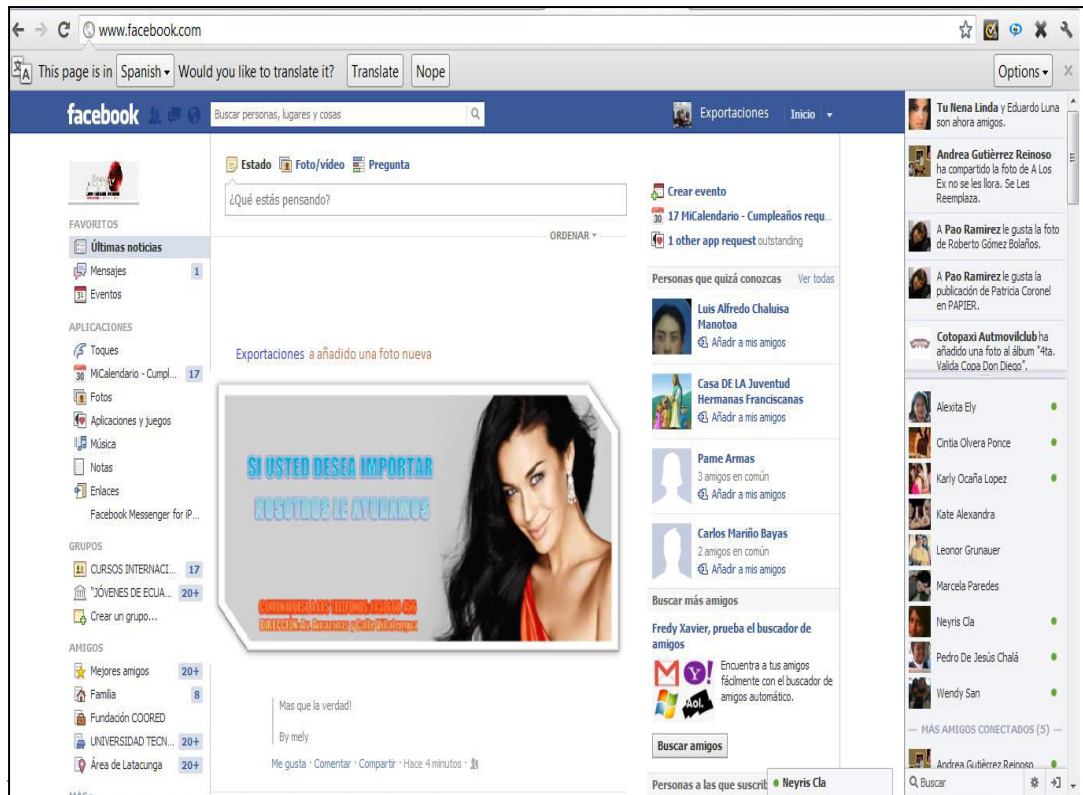 www.facebook.com
This page is in Spanish Would you like to translate it? Translate Nope Options
facebook
Buscar personas, lugares y cosas
Exportaciones Inicio
FAVORITOS
Últimas noticias
Mensajes 1
Eventos
APLICACIONES
Toques
MiCalendario - Cumpl... 17
Fotos
Aplicaciones y juegos
Música
Notas
Enlaces
Facebook Messenger for iP...
GRUPOS
CURSOS INTERNACI... 17
"JÓVENES DE ECUA... 20+
Crear un grupo...
AMIGOS
Mejores amigos 20+
Familia 8
Fundación COORED
UNIVERSIDAD TECN... 20+
Área de Latacunga 20+
Estado Foto/vídeo Pregunta
¿Qué estás pensando?
ORDENAR
Exportaciones a añadido una foto nueva
SI USTED DESEA IMPORTAR
NOSOTROS LE AYUDAMOS
COMUNIQUESE A LOS TELEFONOS
DIRECCIÓN: Av. Amazonas y Calle Villalengua
Mas que la verdad!
By mely
Me gusta · Comentar · Compartir · Hace 4 minutos ·
Crear evento
30 17 MiCalendario - Cumpleaños requ...
1 other app request outstanding
Personas que quizá conozcas Ver todas
Luis Alfredo Chaluisa
Manotoa
Añadir a mis amigos
Casa DE LA Juventud
Hermanas Franciscanas
Añadir a mis amigos
Pame Armas
3 amigos en común
Añadir a mis amigos
Carlos Mariño Bayas
2 amigos en común
Añadir a mis amigos
Buscar más amigos
Fredy Xavier, prueba el buscador de
amigos
Encuentra a tus amigos
fácilmente con el buscador de
amigos automático.
Aol.
Buscar amigos
Personas a las que suscrib
Neyris Cla
Tu Nena Linda y Eduardo Luna
son ahora amigos.
Andrea Gutièrrez Reinoso
ha compartido la foto de A Los
Ex no se les llora. Se Les
Reemplaza.
A Pao Ramirez le gusta la foto
de Roberto Gómez Bolaños.
A Pao Ramirez le gusta la
publicación de Patricia Coronel
en PAPIER.
Cotopaxi Autmovilclub ha
añadido una foto al álbum "4ta.
Valida Copa Don Diego".
Alexita Ely
Cintia Olvera Ponce
Karly Ocaña Lopez
Kate Alexandra
Leonor Grunauer
Marcela Paredes
Neyris Cla
Pedro De Jesús Chalá
Wendy San
MÁS AMIGOS CONECTADOS (5)
Andrea Gutièrrez Reinoso
Buscar